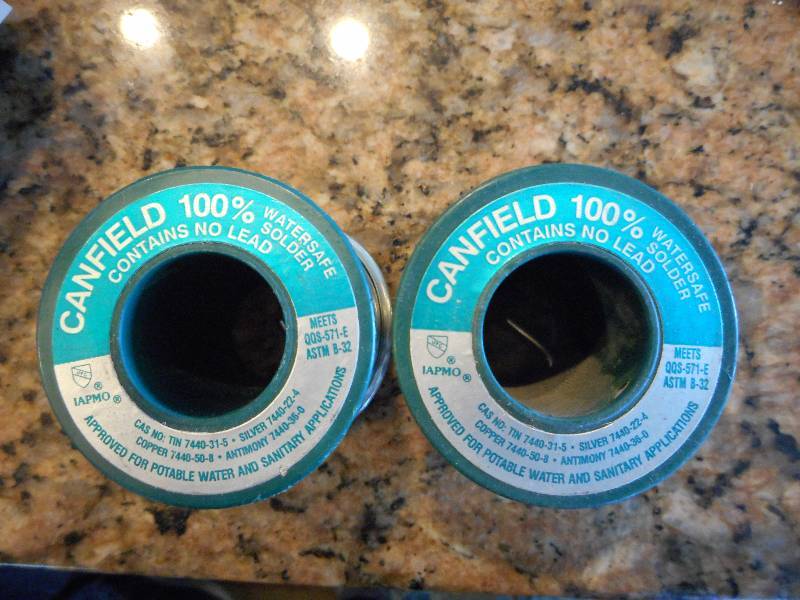 CANFIELD 100% WATERSAFE SOLDER
CONTAINS NO LEAD
MEETS
QQS-571-E
ASTM B-32
®
IAPMO ®
CAS NO: TIN 7440-31-5 • SILVER 7440-22-4
COPPER 7440-50-8 • ANTIMONY 7440-36-0
APPROVED FOR POTABLE WATER AND SANITARY APPLICATIONS
CANFIELD 100% WATERSAFE SOLDER
CONTAINS NO LEAD
MEETS
QQS-571-E
ASTM B-32
®
IAPMO ®
CAS NO: TIN 7440-31-5 • SILVER 7440-22-4
COPPER 7440-50-8 • ANTIMONY 7440-36-0
APPROVED FOR POTABLE WATER AND SANITARY APPLICATIONS